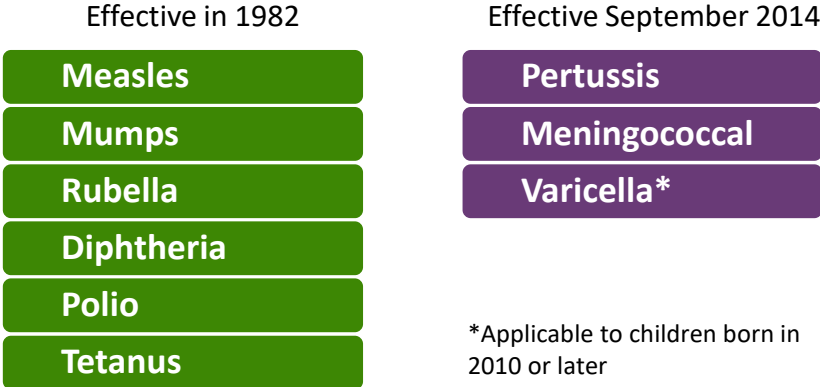 Effective in 1982
Measles
Mumps
Rubella
Diphtheria
Polio
Tetanus
Effective September 2014
Pertussis
Meningococcal
Varicella*
*Applicable to children born in
2010 or later